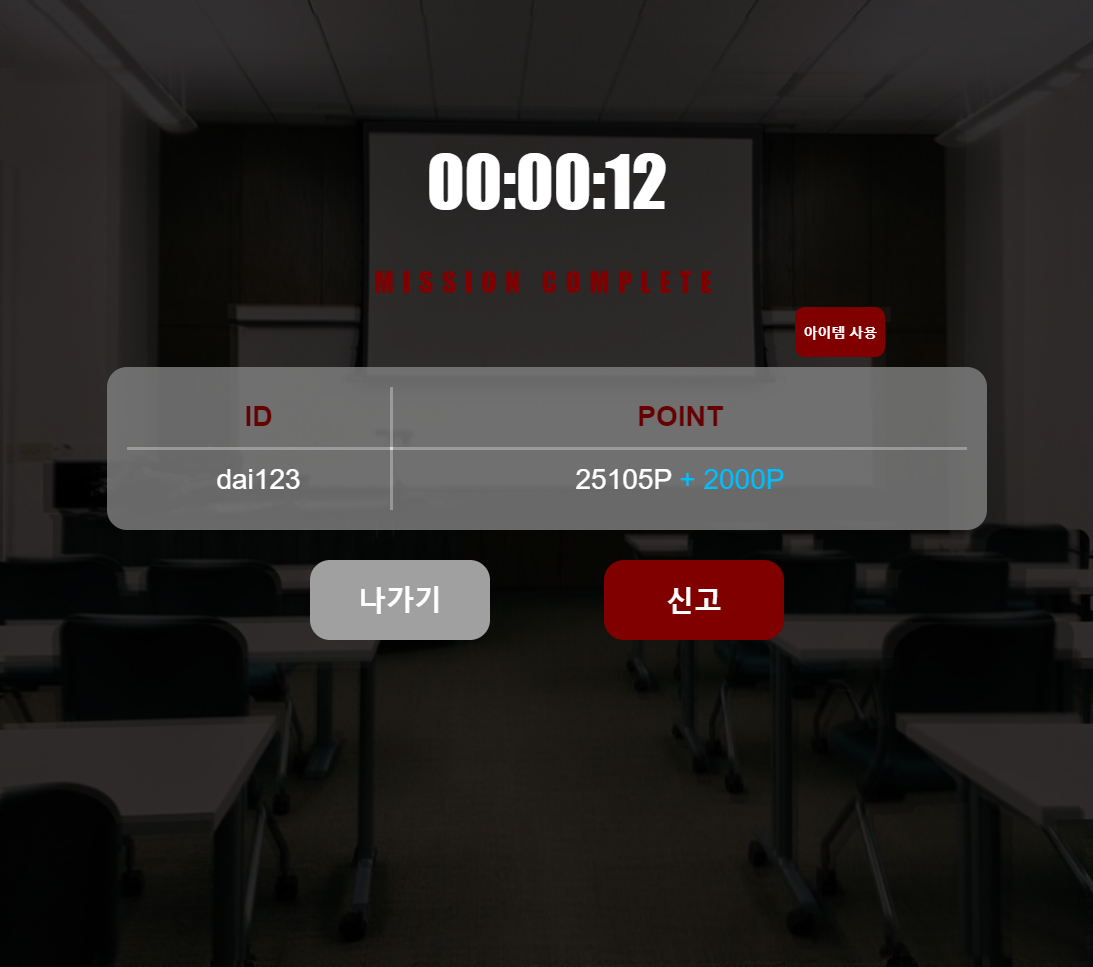 00:00:12
MISSION COMPLETE
아이템 사용
ID POINT
dai123 25105P + 2000P
나가기 신고